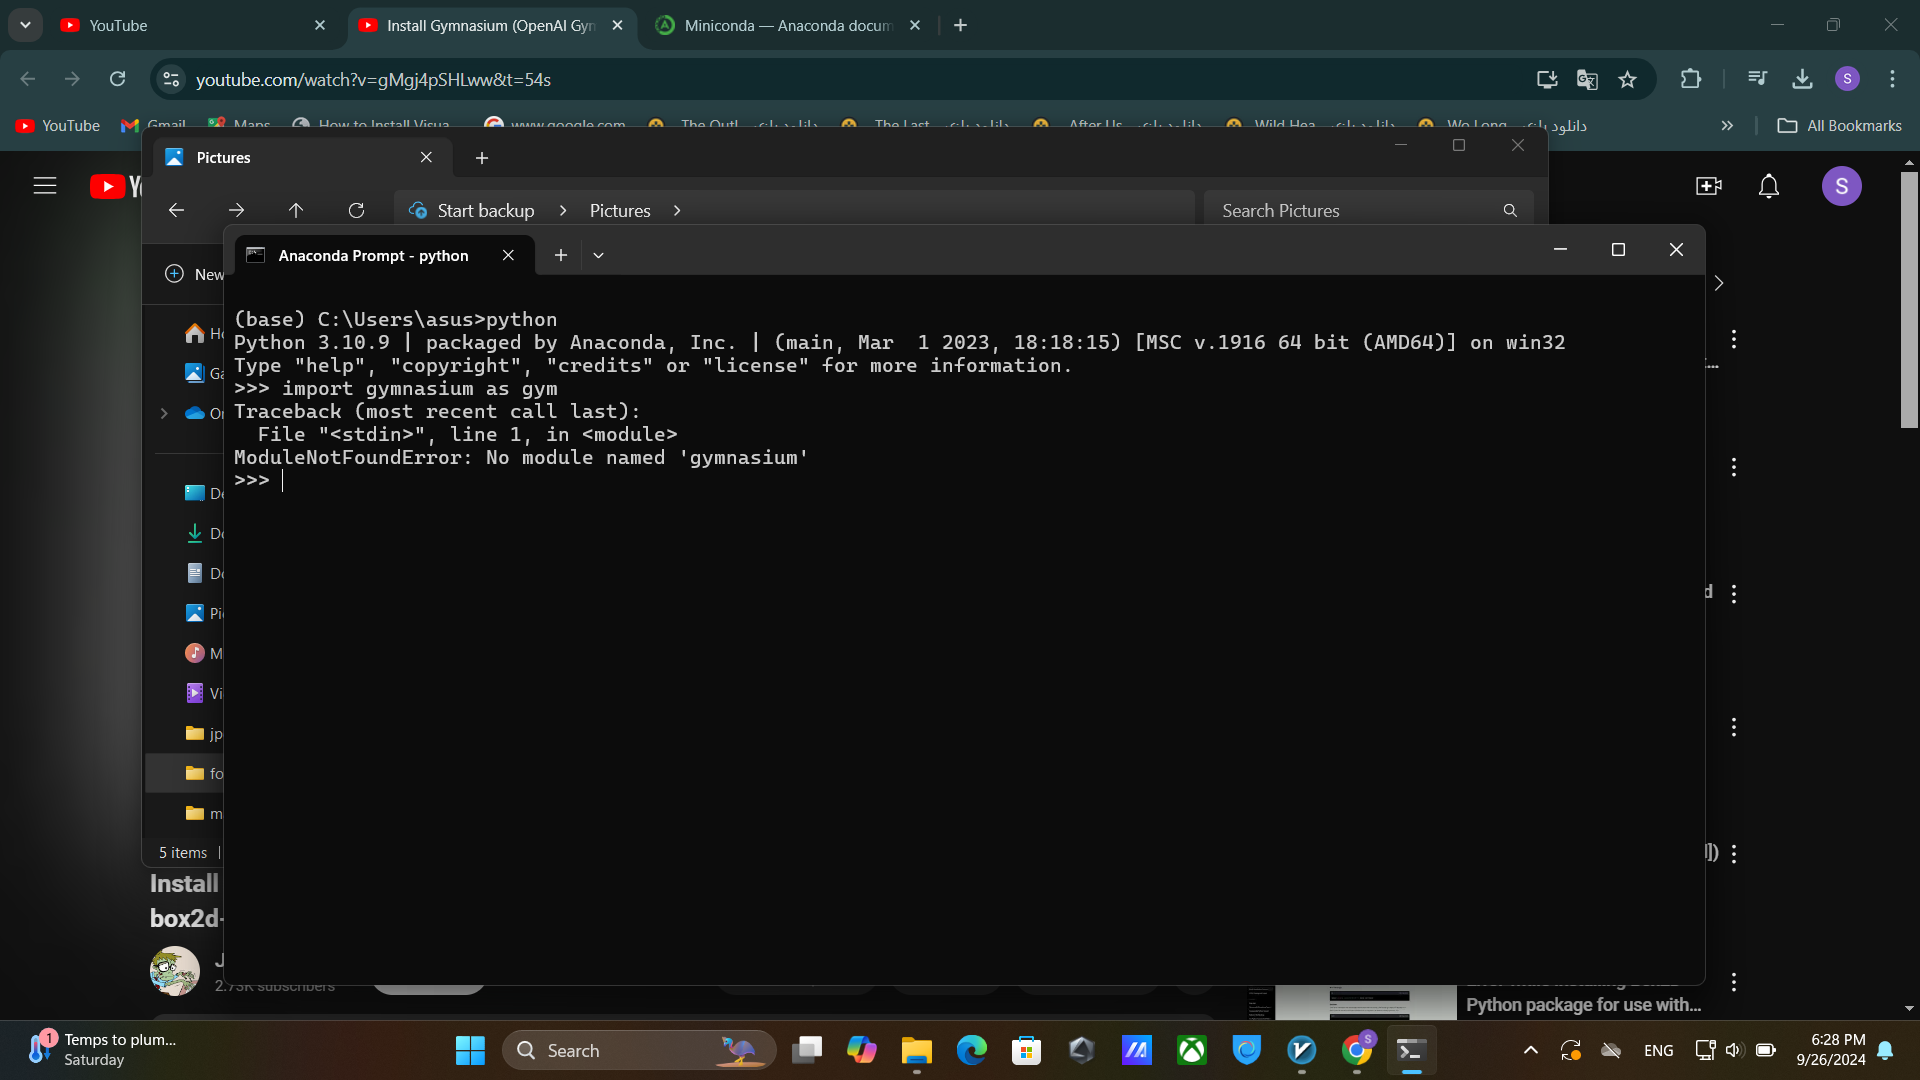 YouTube
Install Gymnasium (OpenAI Gyn
Miniconda — Anaconda docum
youtube.com/watch?v=gMgj4pSHLww&t=54s
YouTube
Gmail
Maps
How to Install Visua
www.google.com
The Outl
The Last
After Us
Wild Hea
Wo Long
دانلود بازی
All Bookmarks
Pictures
S
Start backup
Pictures
Search Pictures
New
Anaconda Prompt - python
(base) C:\Users\asus>python
Python 3.10.9 | packaged by Anaconda, Inc. | (main, Mar  1 2023, 18:18:15) [MSC v.1916 64 bit (AMD64)] on win32
Type "help", "copyright", "credits" or "license" for more information.
>>> import gymnasium as gym
Traceback (most recent call last):
  File "<stdin>", line 1, in <module>
ModuleNotFoundError: No module named 'gymnasium'
>>>
5 items
Install
box2d-
J
2.73K subscribers
Python package for use with...
1
Temps to plum...
Saturday
Search
ENG
6:28 PM
9/26/2024